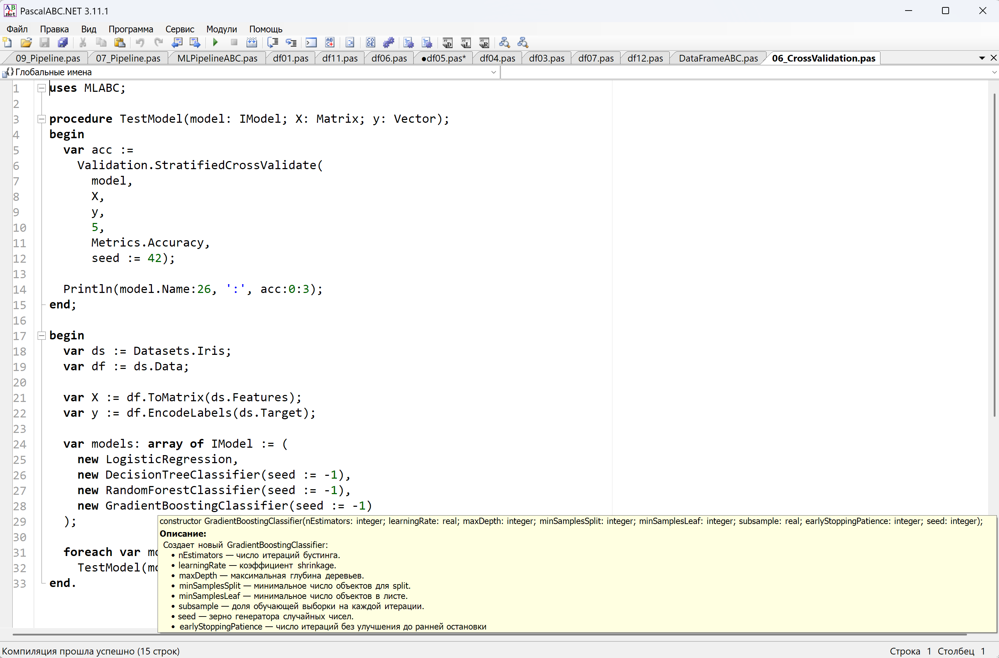 PascalABC.NET 3.11.1
Файл Правка Вид Программа Сервис Модули Помощь
09_Pipeline.pas 07_Pipeline.pas MLPipelineABC.pas df01.pas df11.pas df06.pas ●df05.pas* df04.pas df03.pas df07.pas df12.pas DataFrameABC.pas 06_CrossValidation.pas
Глобальные имена
1 uses MLABC;
2
3 procedure TestModel(model: IModel; X: Matrix; y: Vector);
4 begin
5 var acc :=
6 Validation.StratifiedCrossValidate(
7 model,
8 X,
9 y,
10 5,
11 Metrics.Accuracy,
12 seed := 42);
13
14 Println(model.Name:26, ':', acc:0:3);
15 end;
16
17 begin
18 var ds := Datasets.Iris;
19 var df := ds.Data;
20
21 var X := df.ToMatrix(ds.Features);
22 var y := df.EncodeLabels(ds.Target);
23
24 var models: array of IModel := (
25 new LogisticRegression,
26 new DecisionTreeClassifier(seed := -1),
27 new RandomForestClassifier(seed := -1),
28 new GradientBoostingClassifier(seed := -1)
29 );
30
31 foreach var mo
32 TestModel(mo
33 end.
constructor GradientBoostingClassifier(nEstimators: integer; learningRate: real; maxDepth: integer; minSamplesSplit: integer; minSamplesLeaf: integer; subsample: real; earlyStoppingPatience: integer; seed: integer);
Описание:
Создает новый GradientBoostingClassifier:
• nEstimators — число итераций бустинга.
• learningRate — коэффициент shrinkage.
• maxDepth — максимальная глубина деревьев.
• minSamplesSplit — минимальное число объектов для split.
• minSamplesLeaf — минимальное число объектов в листе.
• subsample — доля обучающей выборки на каждой итерации.
• seed — зерно генератора случайных чисел.
• earlyStoppingPatience — число итераций без улучшения до ранней остановки
Компиляция прошла успешно (15 строк)
Строка 1 Столбец 1